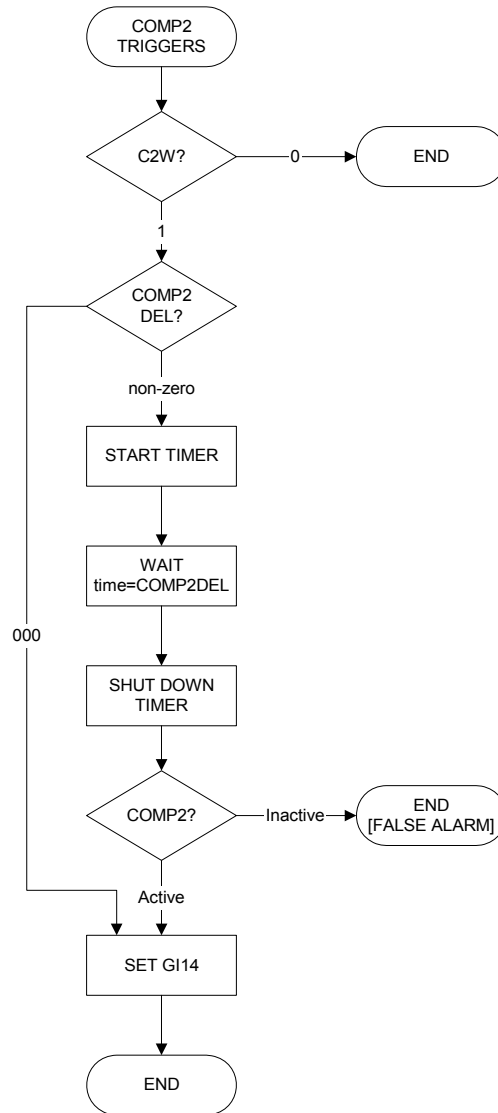 COMP2
TRIGGERS
C2W?
0
END
1
COMP2
DEL?
non-zero
START TIMER
WAIT
time=COMP2DEL
000
SHUT DOWN
TIMER
COMP2?
Inactive
END
[FALSE ALARM]
Active
SET GI14
END